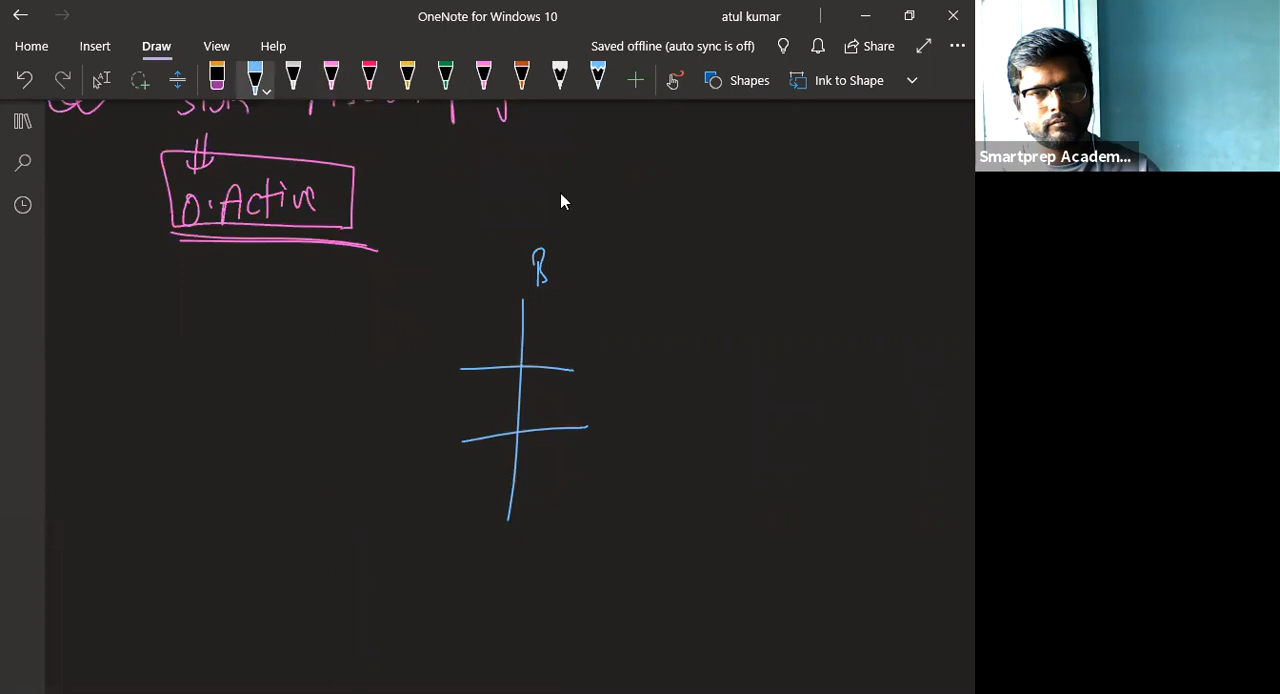 OneNote for Windows 10
atul kumar
Home Insert Draw View Help
Saved offline (auto sync is off) Share
Shapes Ink to Shape
Smartprep Academ...
O·Active
B